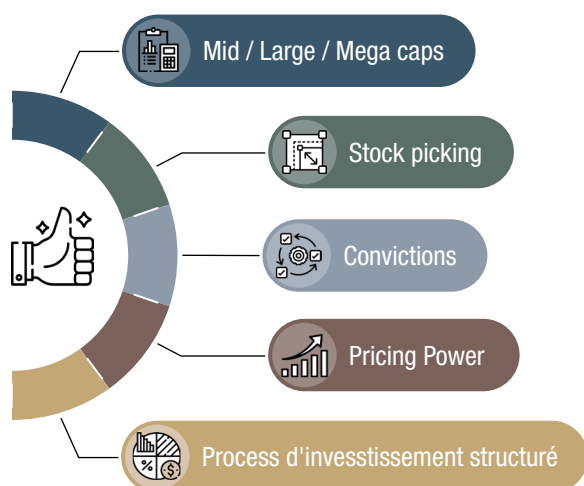 Mid / Large / Mega caps
Stock picking
Convictions
Pricing Power
%
$
Process d'invesstissement structuré